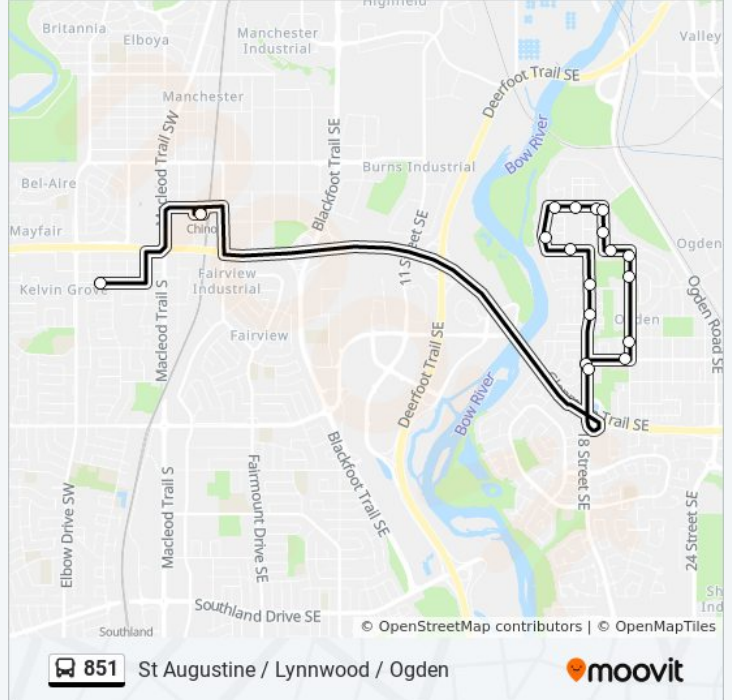 Highfield
Britannia
Elboya
Manchester
Industrial
Valley
Deerfoot Trail SE
Manchester
Macleod Trail SW
Blackfoot Trail SE
Bow River
Burns Industrial
Bel-Aire
Mayfair
Chino
11 Street SE
Ogden
Fairview
Industrial
Kelvin Grove
Macleod Trail S
Ogden Road SE
Fairview
Deerfoot Trail SE
Bow River
Trail SE
Blackfoot Trail SE
18 Street SE
Elbow Drive SW
Macleod Trail S
Fairmount Drive SE
24 Street SE
Southland Drive SE
Sh
Ind
Southland
© OpenStreetMap contributors | © OpenMapTiles
851 St Augustine / Lynnwood / Ogden
moovit